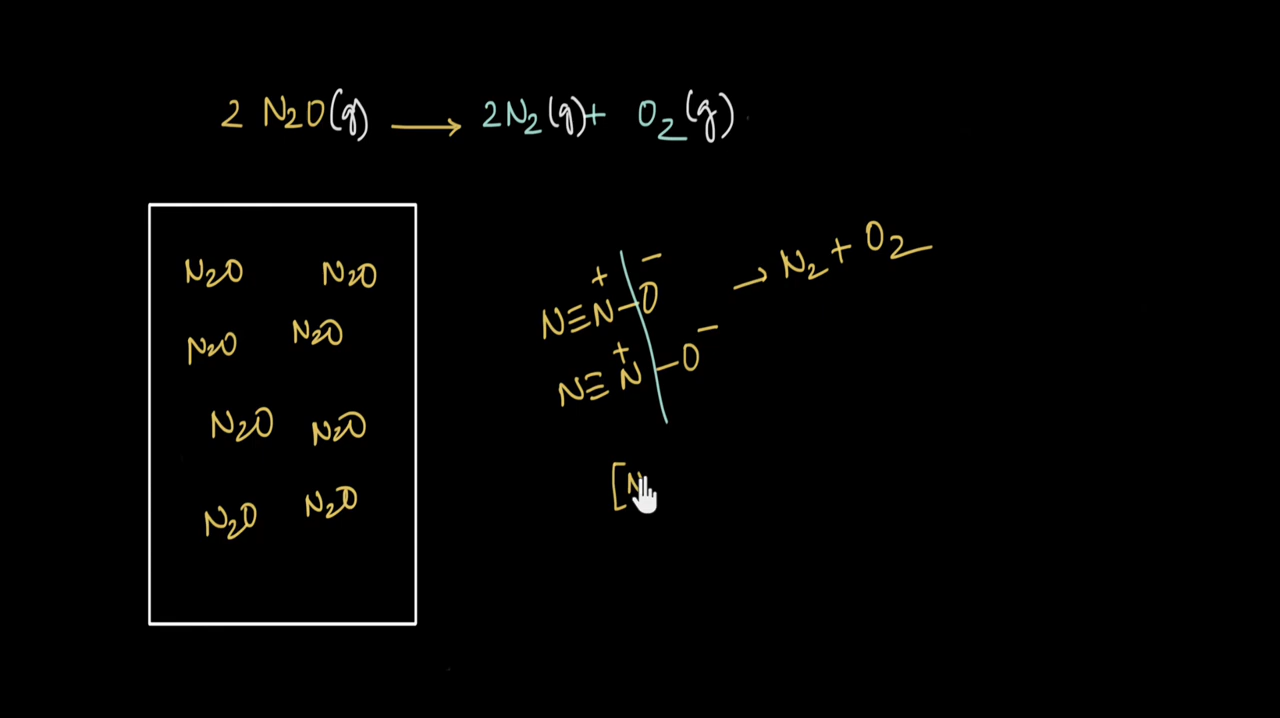 2 N2O(g) → 2N2(g) + O2(g)
N2O N2O
N2O N2O
N2O N2O
N2O N2O
N≡N⁺-O⁻ → N2 + O2
N≡N⁺-O⁻
[N